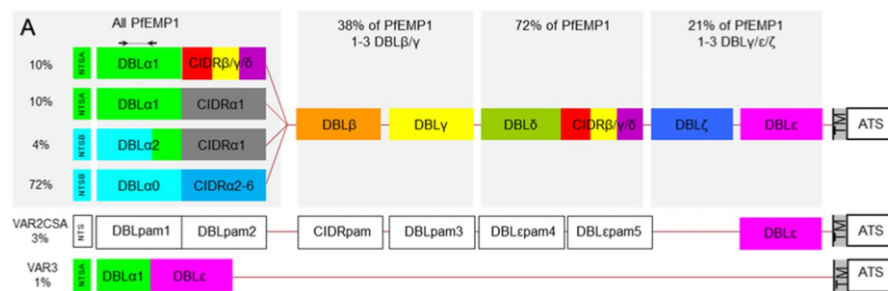 A
All PfEMP1
38% of PfEMP1
1-3 DBLβ/γ
72% of PfEMP1
21% of PfEMP1
1-3 DBLγ/ε/ζ
10% NTSA DBLα1 CIDRβ/γ/δ
10% NTSA DBLα1 CIDRα1
4% NTSB DBLα2 CIDRα1
72% NTSB DBLα0 CIDRα2-6
DBLβ DBLγ DBLδ CIDRβ/γ/δ DBLζ DBLε TM ATS
VAR2CSA
3% NTS DBLpam1 DBLpam2 CIDRpam DBLpam3 DBLεpam4 DBLεpam5 DBLε TM ATS
VAR3
1% NTSA DBLα1 DBLε TM ATS